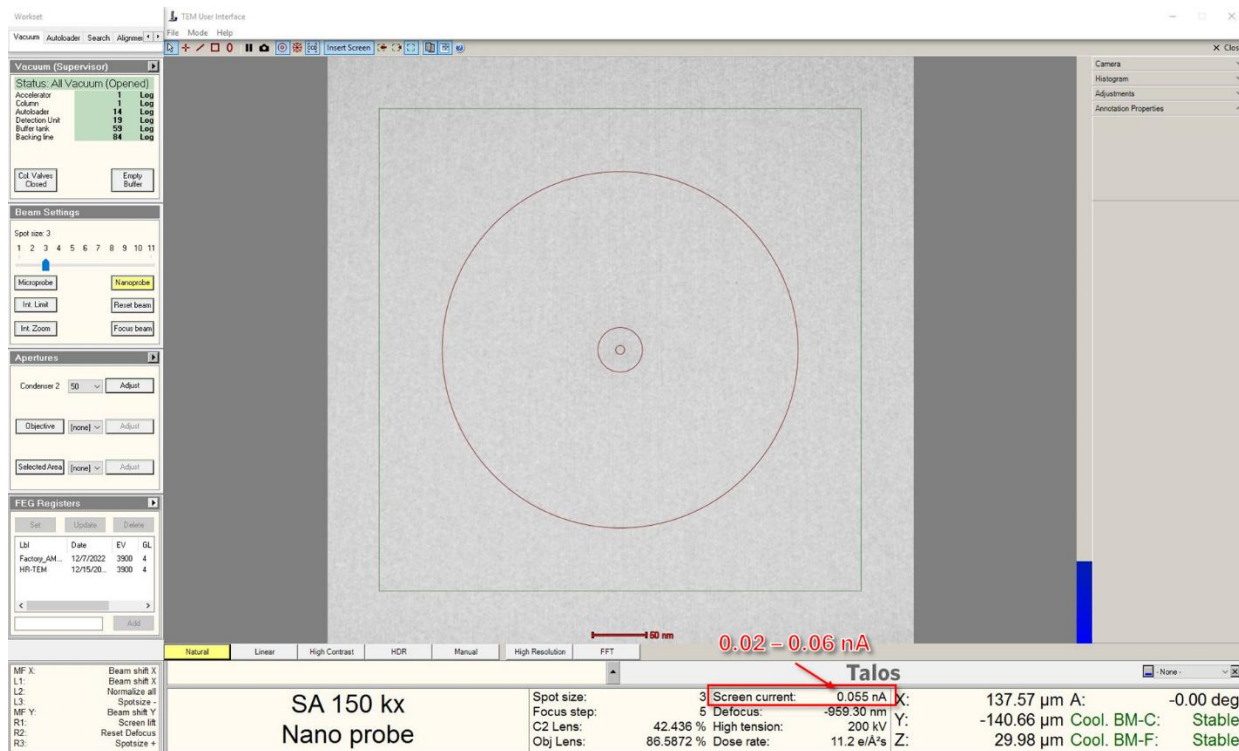 Workset
TEM User Interface
File Mode Help
Vacuum Autoloader Search Alignme
Insert Screen
Clos
Vacuum (Supervisor)
Status: All Vacuum (Opened)
Accelerator 1 Log
Column 1 Log
Autoloader 14 Log
Detection Unit 19 Log
Buffer tank 59 Log
Backing line 84 Log
Col. Valves Closed
Empty Buffer
Camera
Histogram
Adjustments
Annotation Properties
Beam Settings
Spot size: 3
1 2 3 4 5 6 7 8 9 10 11
Microprobe Nanoprobe
Int. Limit Reset beam
Int. Zoom Focus beam
Apertures
Condenser 2 50 Adjust
Objective [none] Adjust
Selected Area [none] Adjust
FEG Registers
Set Update Delete
Lbl Date EV GL
Factory_AM... 12/7/2022 3900 4
HR-TEM 12/15/20... 3900 4
Add
50 nm
0.02 – 0.06 nA
Natural Linear High Contrast HDR Manual High Resolution FFT
Talos
- None -
MF X: Beam shift X
L1: Beam shift X
L2: Normalize all
L3: Spotsize -
MF Y: Beam shift Y
R1: Screen lift
R2: Reset Defocus
R3: Spotsize +
SA 150 kx
Nano probe
Spot size: 3
Focus step: 5
C2 Lens: 42.436 %
Obj Lens: 86.5872 %
Screen current: 0.055 nA
Defocus: -959.30 nm
High tension: 200 kV
Dose rate: 11.2 e/Å²s
X: 137.57 µm A: -0.00 deg
Y: -140.66 µm Cool. BM-C: Stable
Z: 29.98 µm Cool. BM-F: Stable